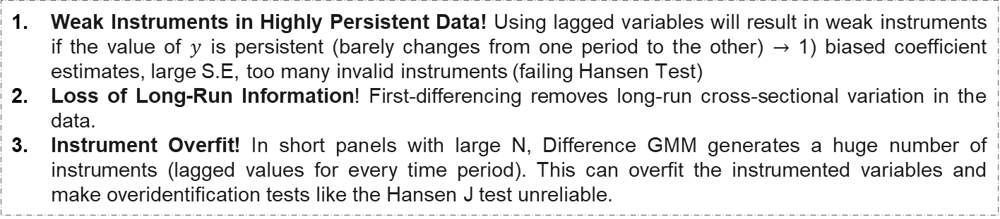 1. Weak Instruments in Highly Persistent Data! Using lagged variables will result in weak instruments
if the value of y is persistent (barely changes from one period to the other) → 1) biased coefficient
estimates, large S.E, too many invalid instruments (failing Hansen Test)
2. Loss of Long-Run Information! First-differencing removes long-run cross-sectional variation in the
data.
3. Instrument Overfit! In short panels with large N, Difference GMM generates a huge number of
instruments (lagged values for every time period). This can overfit the instrumented variables and
make overidentification tests like the Hansen J test unreliable.